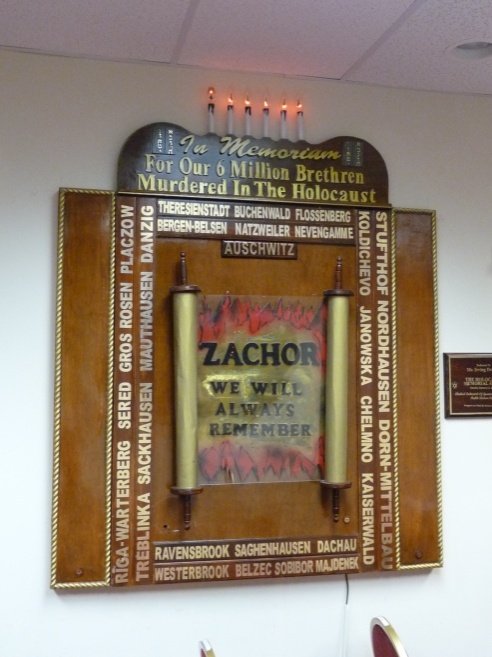 In Memoriam
For Our 6 Million Brethren
Murdered In The Holocaust
THERESIENSTADT BUCHENWALD FLOSSENBERG
BERGEN-BELSEN NATZWEILER NEVENGAMME
AUSCHWITZ
RIGA-WARTERBERG SERED GROS ROSEN PLACZOW
TREBLINKA SACKHAUSEN MAUTHAUSEN DANZIG
ZACHOR
WE WILL
ALWAYS
REMEMBER
KOLDICHEVO JANOWSKA CHELMNO KAISERWALD
STUFTHOF NORDHAUSEN DORN-MITTELBAU
RAVENSBROOK SAGHENHAUSEN DACHAU
WESTERBROOK BELZEC SOBIBOR MAJDENEK